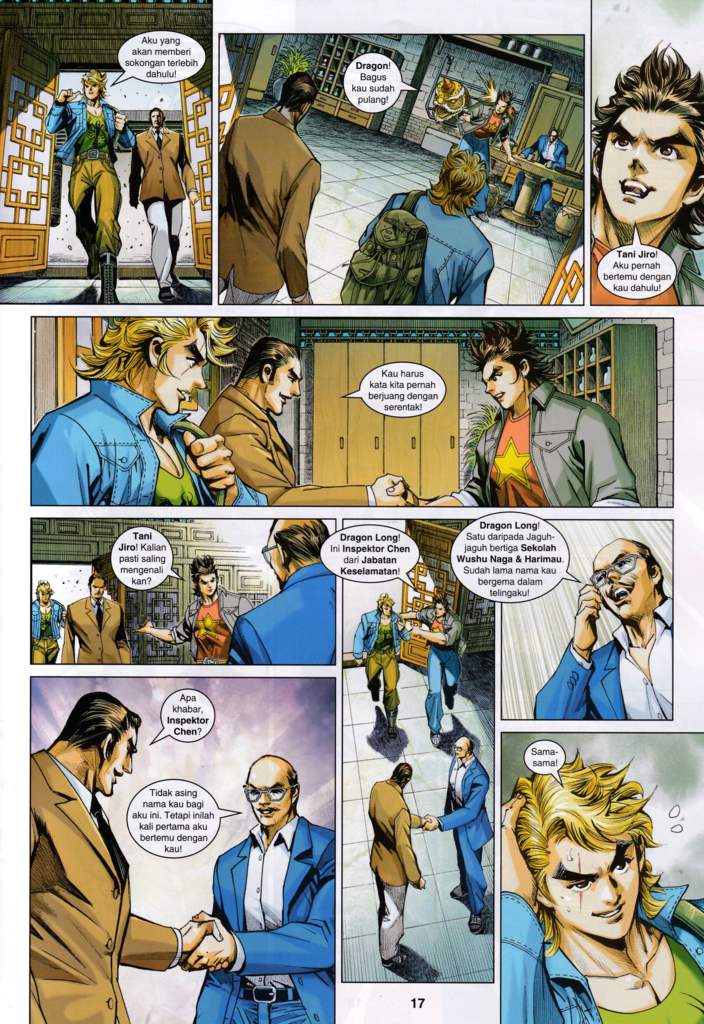 Aku yang
akan memberi
sokongan terlebih
dahulu!
Dragon!
Bagus
kau sudah
pulang!
Tani Jiro!
Aku pernah
bertemu dengan
kau dahulu!
Kau harus
kata kita pernah
berjuang dengan
serentak!
Tani
Jiro! Kalian
pasti saling
mengenali
kan?
Dragon Long!
Ini Inspektor Chen
dari Jabatan
Keselamatan!
Dragon Long!
Satu daripada Jaguh-
jaguh bertiga Sekolah
Wushu Naga & Harimau.
Sudah lama nama kau
bergema dalam
telingaku!
Apa
khabar,
Inspektor
Chen?
Tidak asing
nama kau bagi
aku ini. Tetapi inilah
kali pertama aku
bertemu dengan
kau!
Sama-
sama!
17